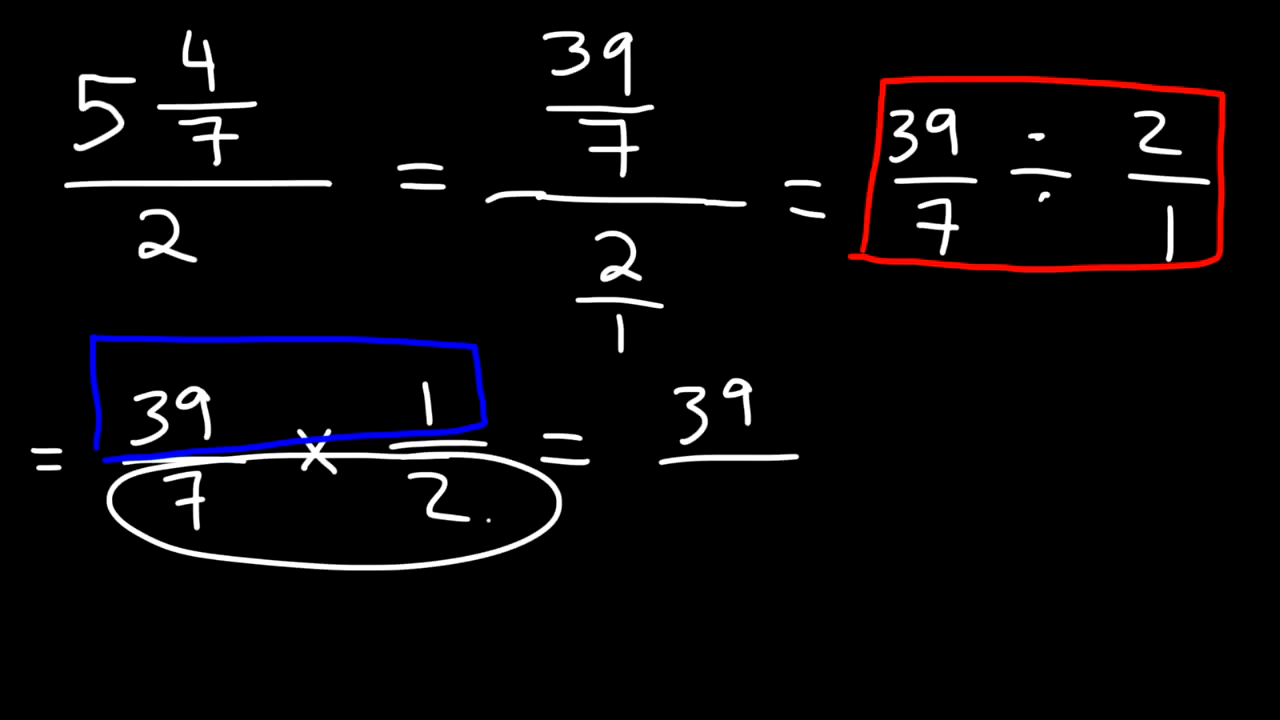 5 4/7 / 2 = 39/7 / 2/1 = 39/7 ÷ 2/1
= 39/7 × 1/2. = 39/